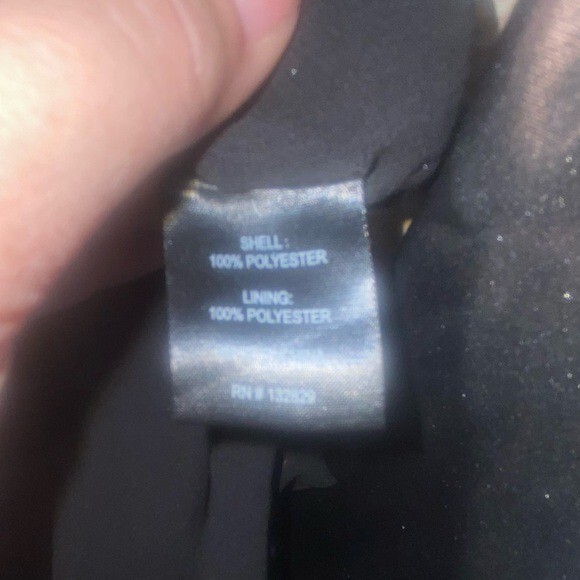 SHELL:
100% POLYESTER
LINING:
100% POLYESTER
RN # 132829